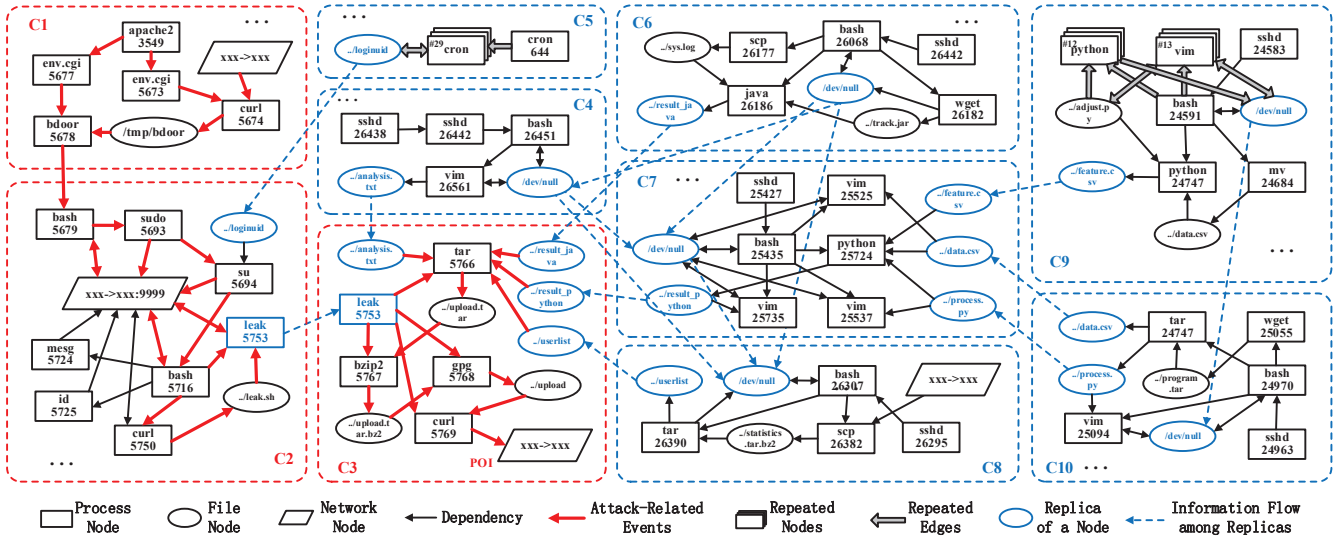 C1
...
apache2
3549
env.cgi
5677
env.cgi
5673
xxx->xxx
curl
5674
bdoor
5678
/tmp/bdoor
...
C5
../loginuid
#29
cron
cron
644
...
C4
sshd
26438
sshd
26442
bash
26451
../analysis.
txt
vim
26561
/dev/null
C6
...
../sys.log
scp
26177
bash
26068
sshd
26442
../result_ja
va
java
26186
/dev/null
../track.jar
wget
26182
#12
python
#13
vim
sshd
24583
../adjust.p
y
bash
24591
/dev/null
../feature.c
sv
python
24747
mv
24684
../data.csv
...
C9
bash
5679
sudo
5693
../loginuid
su
5694
xxx->xxx:9999
leak
5753
mesg
5724
bash
5716
id
5725
curl
5750
../leak.sh
...
C2
../analysis.
txt
tar
5766
../result_ja
va
../result_p
ython
leak
5753
../upload.t
ar
../userlist
bzip2
5767
gpg
5768
../upload
../upload.t
ar.bz2
curl
5769
xxx->xxx
C3
POI
C7
...
sshd
25427
vim
25525
../feature.c
sv
/dev/null
bash
25435
python
25724
../data.csv
../result_p
ython
vim
25735
vim
25537
../process.
py
../userlist
/dev/null
bash
26307
xxx->xxx
tar
26390
../statistics
.tar.bz2
scp
26382
sshd
26295
...
C8
../data.csv
tar
24747
wget
25055
../process.
py
../program
.tar
bash
24970
vim
25094
/dev/null
sshd
24963
C10
...
Process
Node
File
Node
Network
Node
Dependency
Attack-Related
Events
Repeated
Nodes
Repeated
Edges
Replica
of a Node
Information Flow
among Replicas